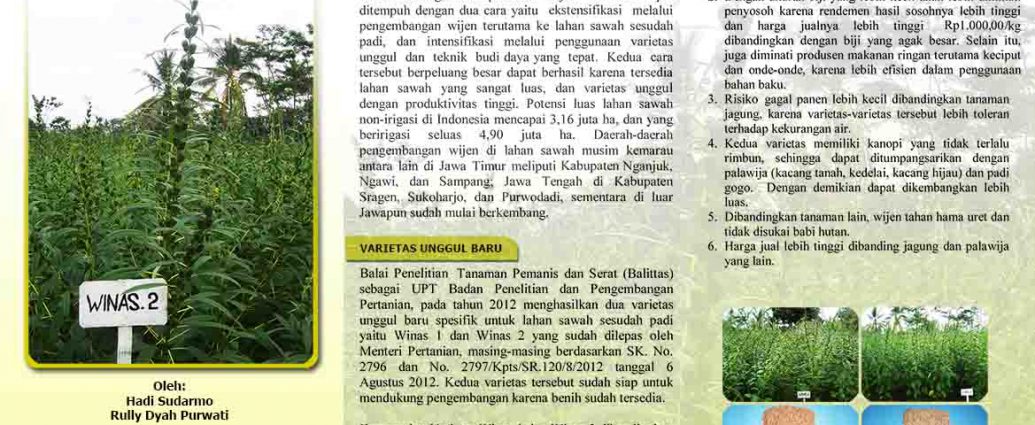 WINAS.2
Oleh:
Hadi Sudarmo
Rully Dyah Purwati
ditempuh dengan dua cara yaitu ekstensifikasi melalui
pengembangan wijen terutama ke lahan sawah sesudah
padi, dan intensifikasi melalui penggunaan varietas
unggul dan teknik budi daya yang tepat. Kedua cara
tersebut berpeluang besar dapat berhasil karena tersedia
lahan sawah yang sangat luas, dan varietas unggul
dengan produktivitas tinggi. Potensi luas lahan sawah
non-irigasi di Indonesia mencapai 3,16 juta ha, dan yang
beririgasi seluas 4,90 juta ha. Daerah-daerah
pengembangan wijen di lahan sawah musim kemarau
antara lain di Jawa Timur meliputi Kabupaten Nganjuk,
Ngawi, dan Sampang, Jawa Tengah di Kabupaten
Sragen, Sukoharjo, dan Purwodadi, sementara di luar
Jawapun sudah mulai berkembang.
VARIETAS UNGGUL BARU
Balai Penelitian Tanaman Pemanis dan Serat (Balittas)
sebagai UPT Badan Penelitian dan Pengembangan
Pertanian, pada tahun 2012 menghasilkan dua varietas
unggul baru spesifik untuk lahan sawah sesudah padi
yaitu Winas 1 dan Winas 2 yang sudah dilepas oleh
Menteri Pertanian, masing-masing berdasarkan SK. No.
2796 dan No. 2797/Kpts/SR.120/8/2012 tanggal 6
Agustus 2012. Kedua varietas tersebut sudah siap untuk
mendukung pengembangan karena benih sudah tersedia.
penyosoh karena rendemen hasil sosohnya lebih tinggi
dan harga jualnya lebih tinggi Rp1.000,00/kg
dibandingkan dengan biji yang agak besar. Selain itu,
juga diminati produsen makanan ringan terutama keciput
dan onde-onde, karena lebih efisien dalam penggunaan
bahan baku.
3. Risiko gagal panen lebih kecil dibandingkan tanaman
jagung, karena varietas-varietas tersebut lebih toleran
terhadap kekurangan air.
4. Kedua varietas memiliki kanopi yang tidak terlalu
rimbun, sehingga dapat ditumpangsarikan dengan
palawija (kacang tanah, kedelai, kacang hijau) dan padi
gogo. Dengan demikian dapat dikembangkan lebih
luas.
5. Dibandingkan tanaman lain, wijen tahan hama uret dan
tidak disukai babi hutan.
6. Harga jual lebih tinggi dibanding jagung dan palawija
yang lain.